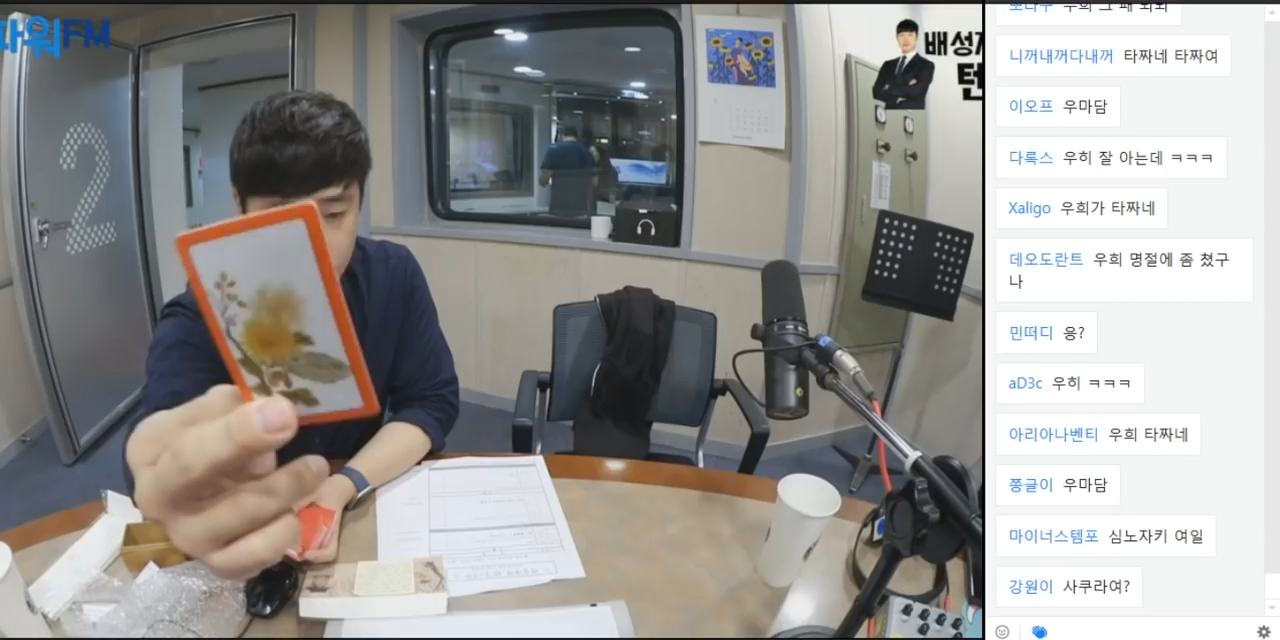 파워FM
2
배성재
텐
니꺼내꺼다내꺼 타짜네 타짜여
이오프 우마담
다록스 우히 잘 아는데 ㅋㅋㅋ
Xaligo 우희가 타짜네
데오도란트 우희 명절에 좀 쳤구
나
민떠디 응?
aD3c 우히 ㅋㅋㅋ
아리아나벤티 우희 타짜네
쫑글이 우마담
마이너스템포 심노자키 여일
강원이 사쿠라여?